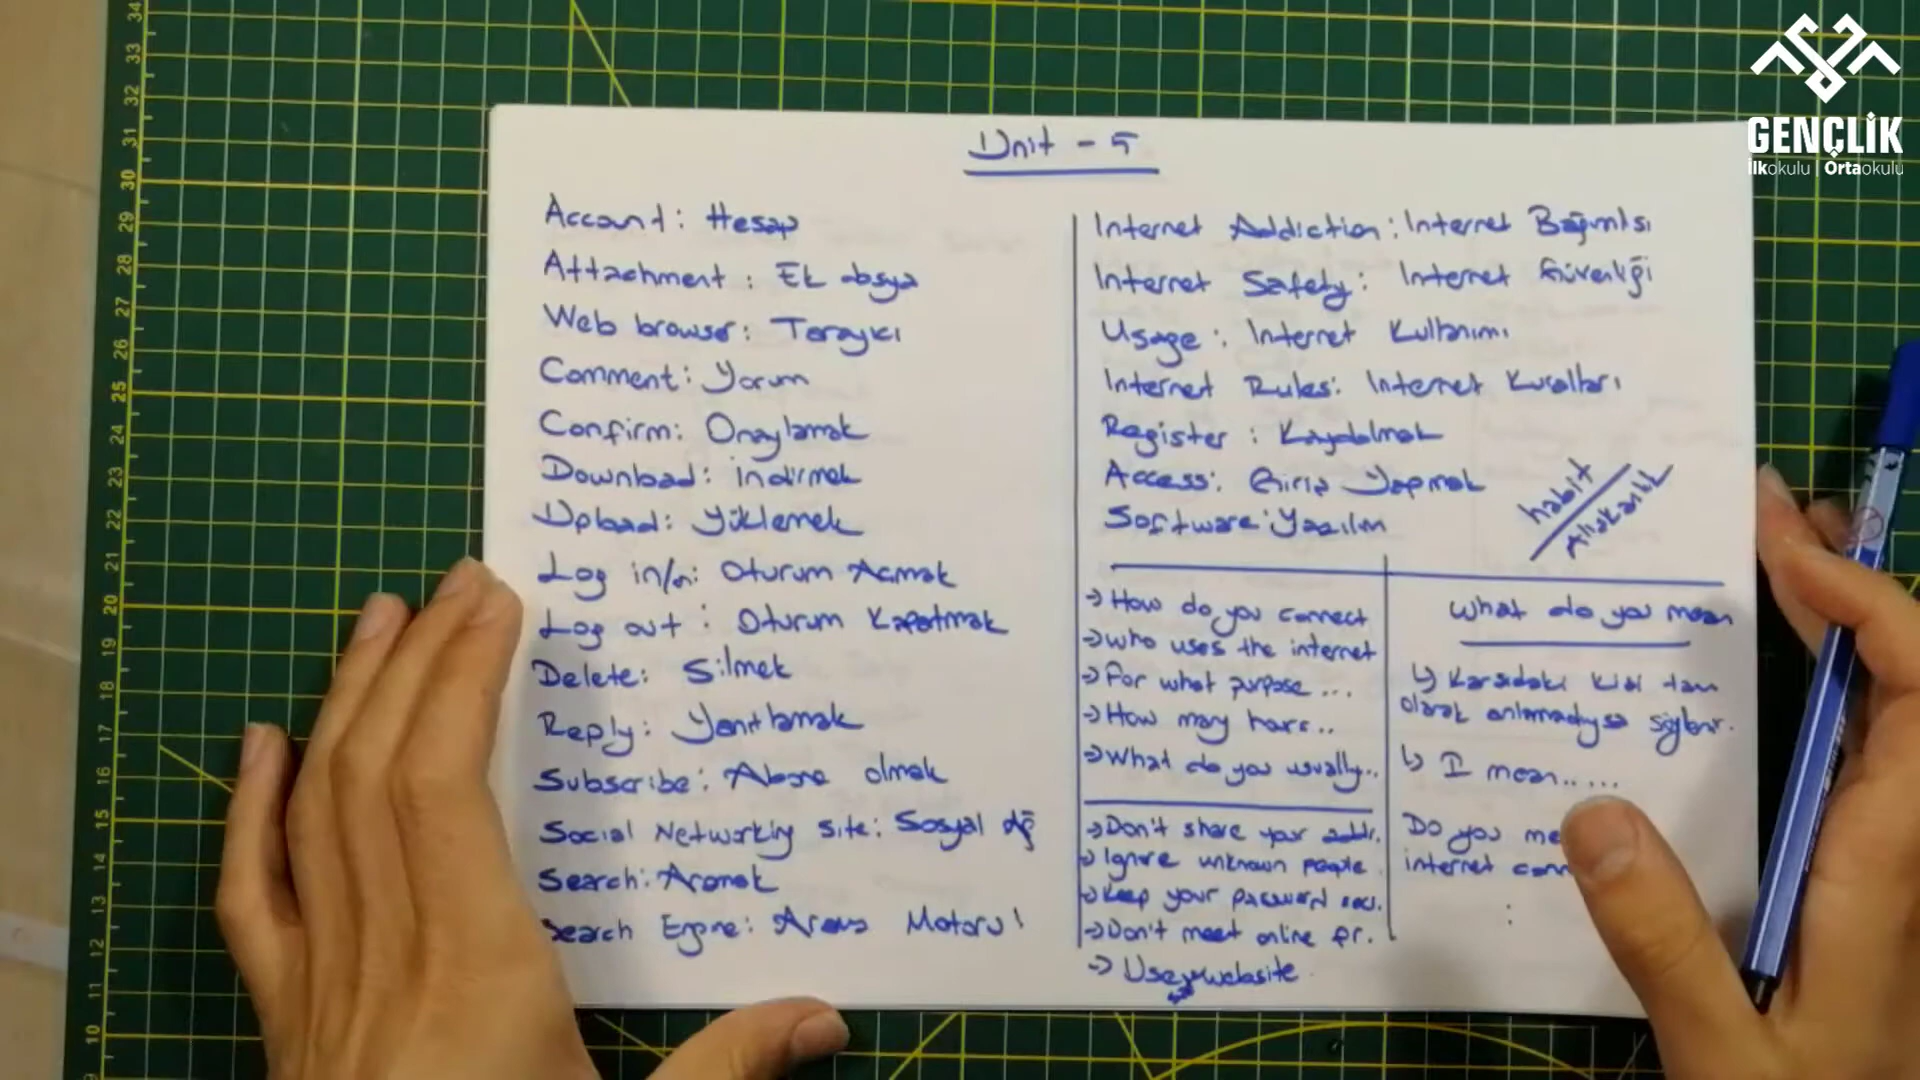 GENÇLİK
İlkokulu | Ortaokulu
Unit - 5
Account: Hesap
Attachment: Ek dosya
Web browser: Tarayıcı
Comment: Yorum
Confirm: Onaylamak
Download: İndirmek
Upload: Yüklemek
Log in/on: Oturum Açmak
Log out: Oturum Kapatmak
Delete: Silmek
Reply: Yanıtlamak
Subscribe: Abone olmak
Social Networking Site: Sosyal ağ
Search: Aramak
Search Engine: Arama Motoru
Internet Addiction: Internet Bağımlısı
Internet Safety: Internet Güvenliği
Usage: Internet Kullanımı
Internet Rules: Internet Kuralları
Register: Kaydolmak
Access: Giriş Yapmak
Software: Yazılım
habit
Alışkanlık
→ How do you connect
→ who uses the internet
→ For what purpose...
→ How many hours..
→ What do you usually..
→ Don't share your addr.
→ Ignore unknown people.
→ Keep your password sec.
→ Don't meet online fr.
→ Use website
What do you mean
↳ Karşıdaki kişi tam
olarak anlamadıysa söylenir.
↳ I mean.....
Do you me
internet conn
: